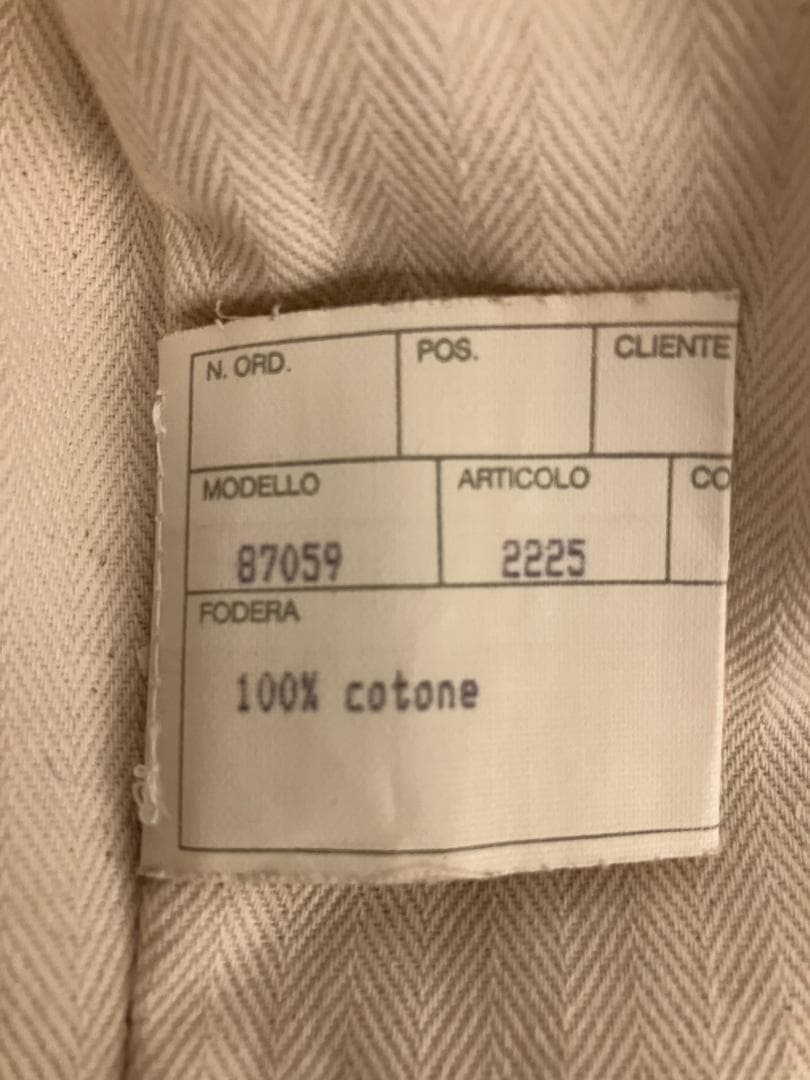 N. ORD. POS. CLIENTE
MODELLO ARTICOLO CO
87059 2225
FODERA
100% cotone